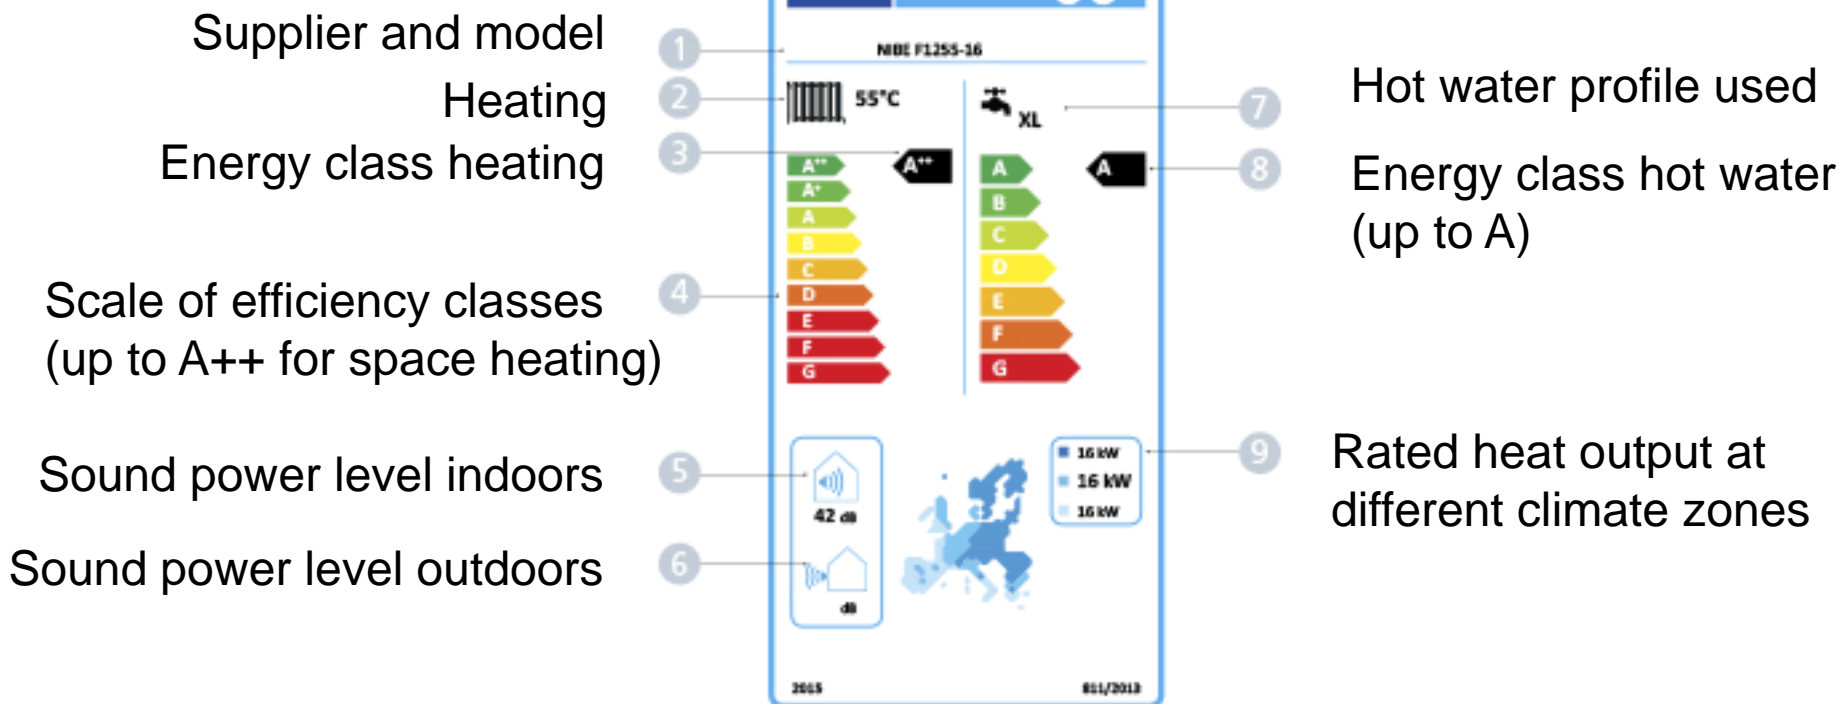 Supplier and model
1
NIBE F1255-16
Heating
2
55°C
XL
7
Hot water profile used
Energy class heating
3
A++
A++
A+
A
B
C
D
E
F
G
A
A
B
C
D
E
F
G
8
Energy class hot water
(up to A)
Scale of efficiency classes
(up to A++ for space heating)
4
Sound power level indoors
5
42 dB
Sound power level outdoors
6
dB
16 kW
16 kW
16 kW
9
Rated heat output at
different climate zones
2015
811/2013